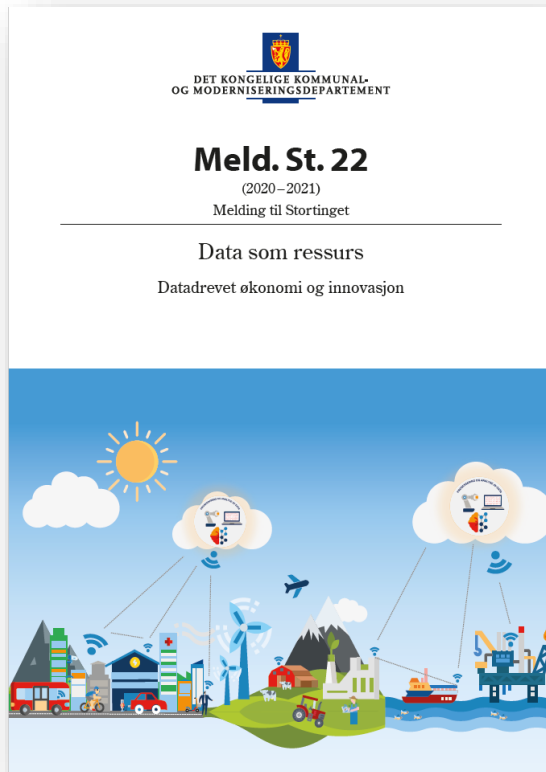 DET KONGELIGE KOMMUNAL-
OG MODERNISERINGSDEPARTEMENT
Meld. St. 22
(2020–2021)
Melding til Stortinget
Data som ressurs
Datadrevet økonomi og innovasjon